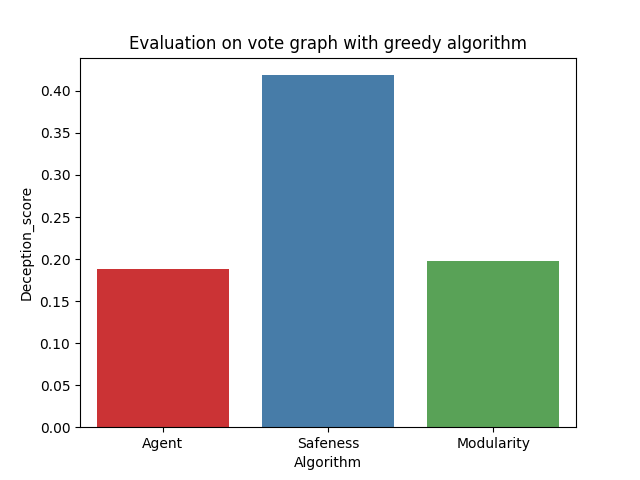 Evaluation on vote graph with greedy algorithm
Deception_score
0.40
0.35
0.30
0.25
0.20
0.15
0.10
0.05
0.00
Agent
Safeness
Modularity
Algorithm